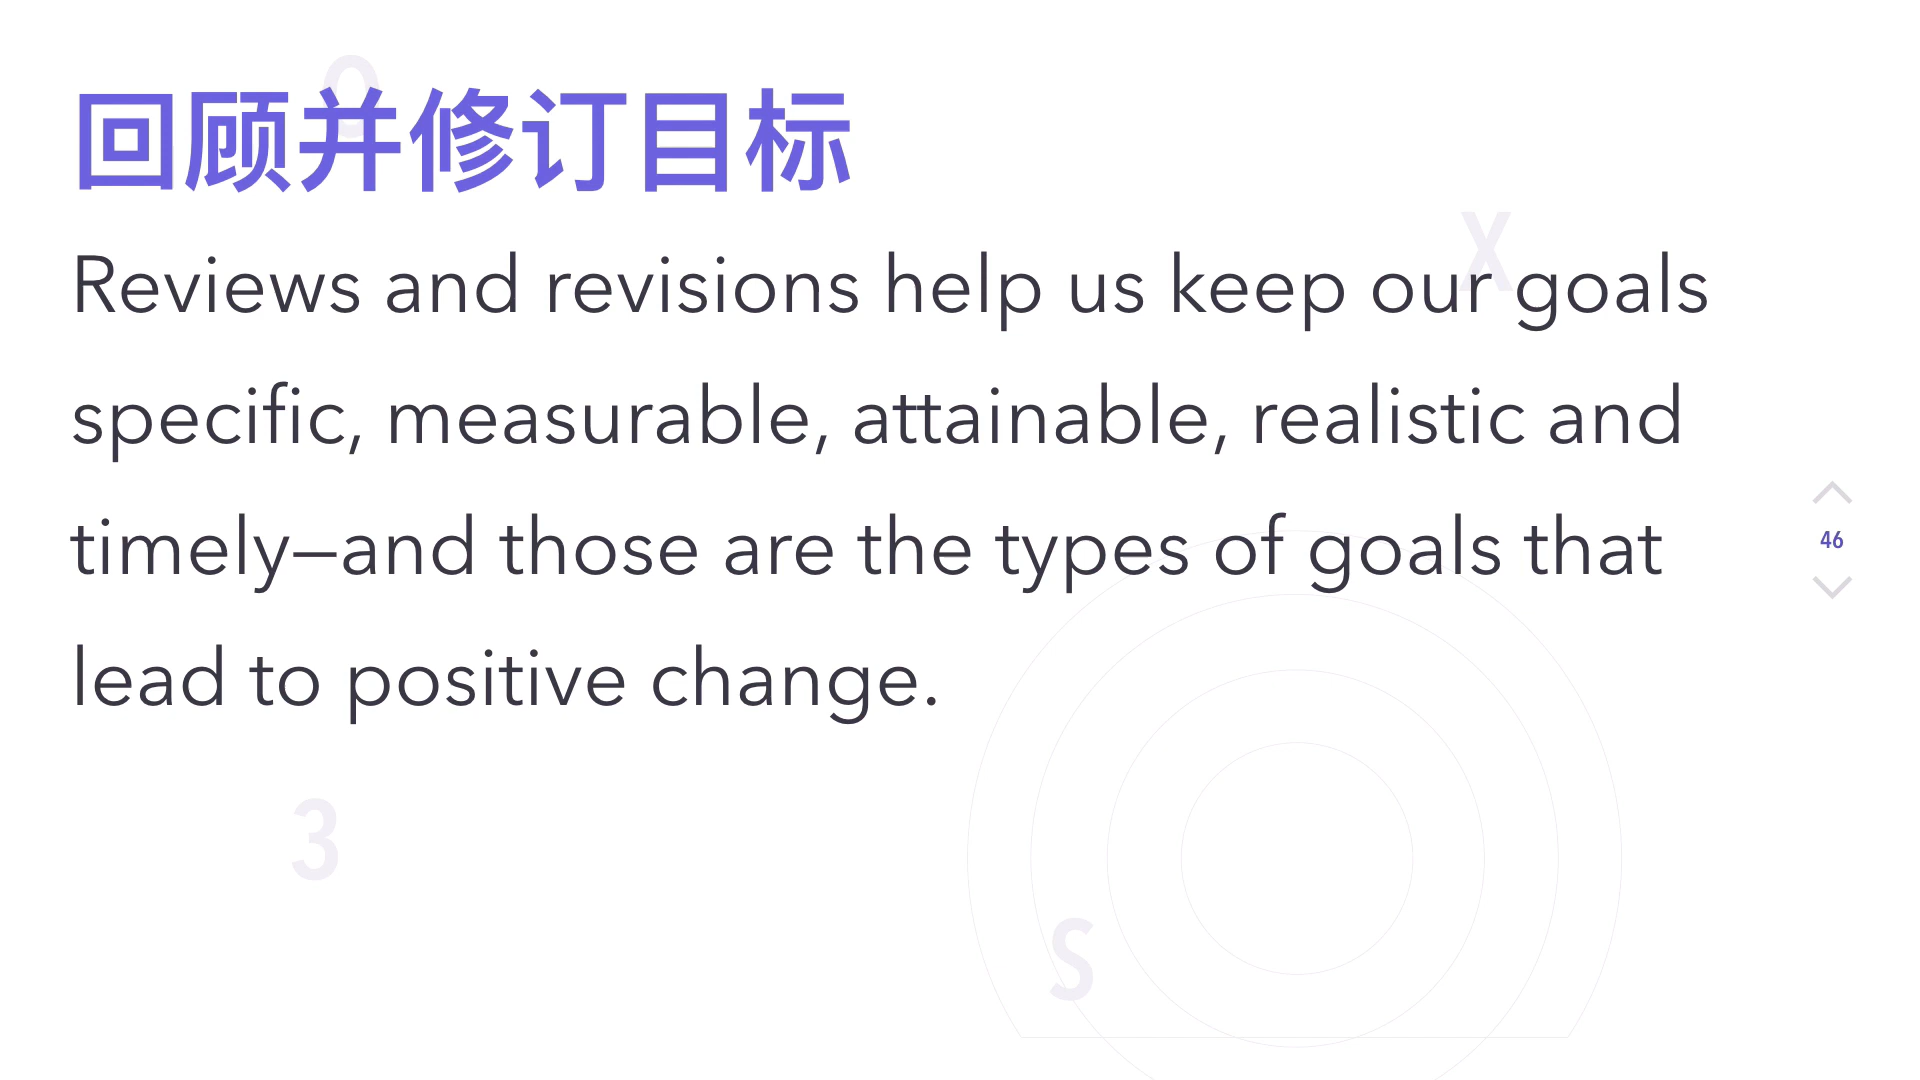 回顾并修订目标
Reviews and revisions help us keep our goals
specific, measurable, attainable, realistic and
timely—and those are the types of goals that
lead to positive change.
46
O
X
3
S